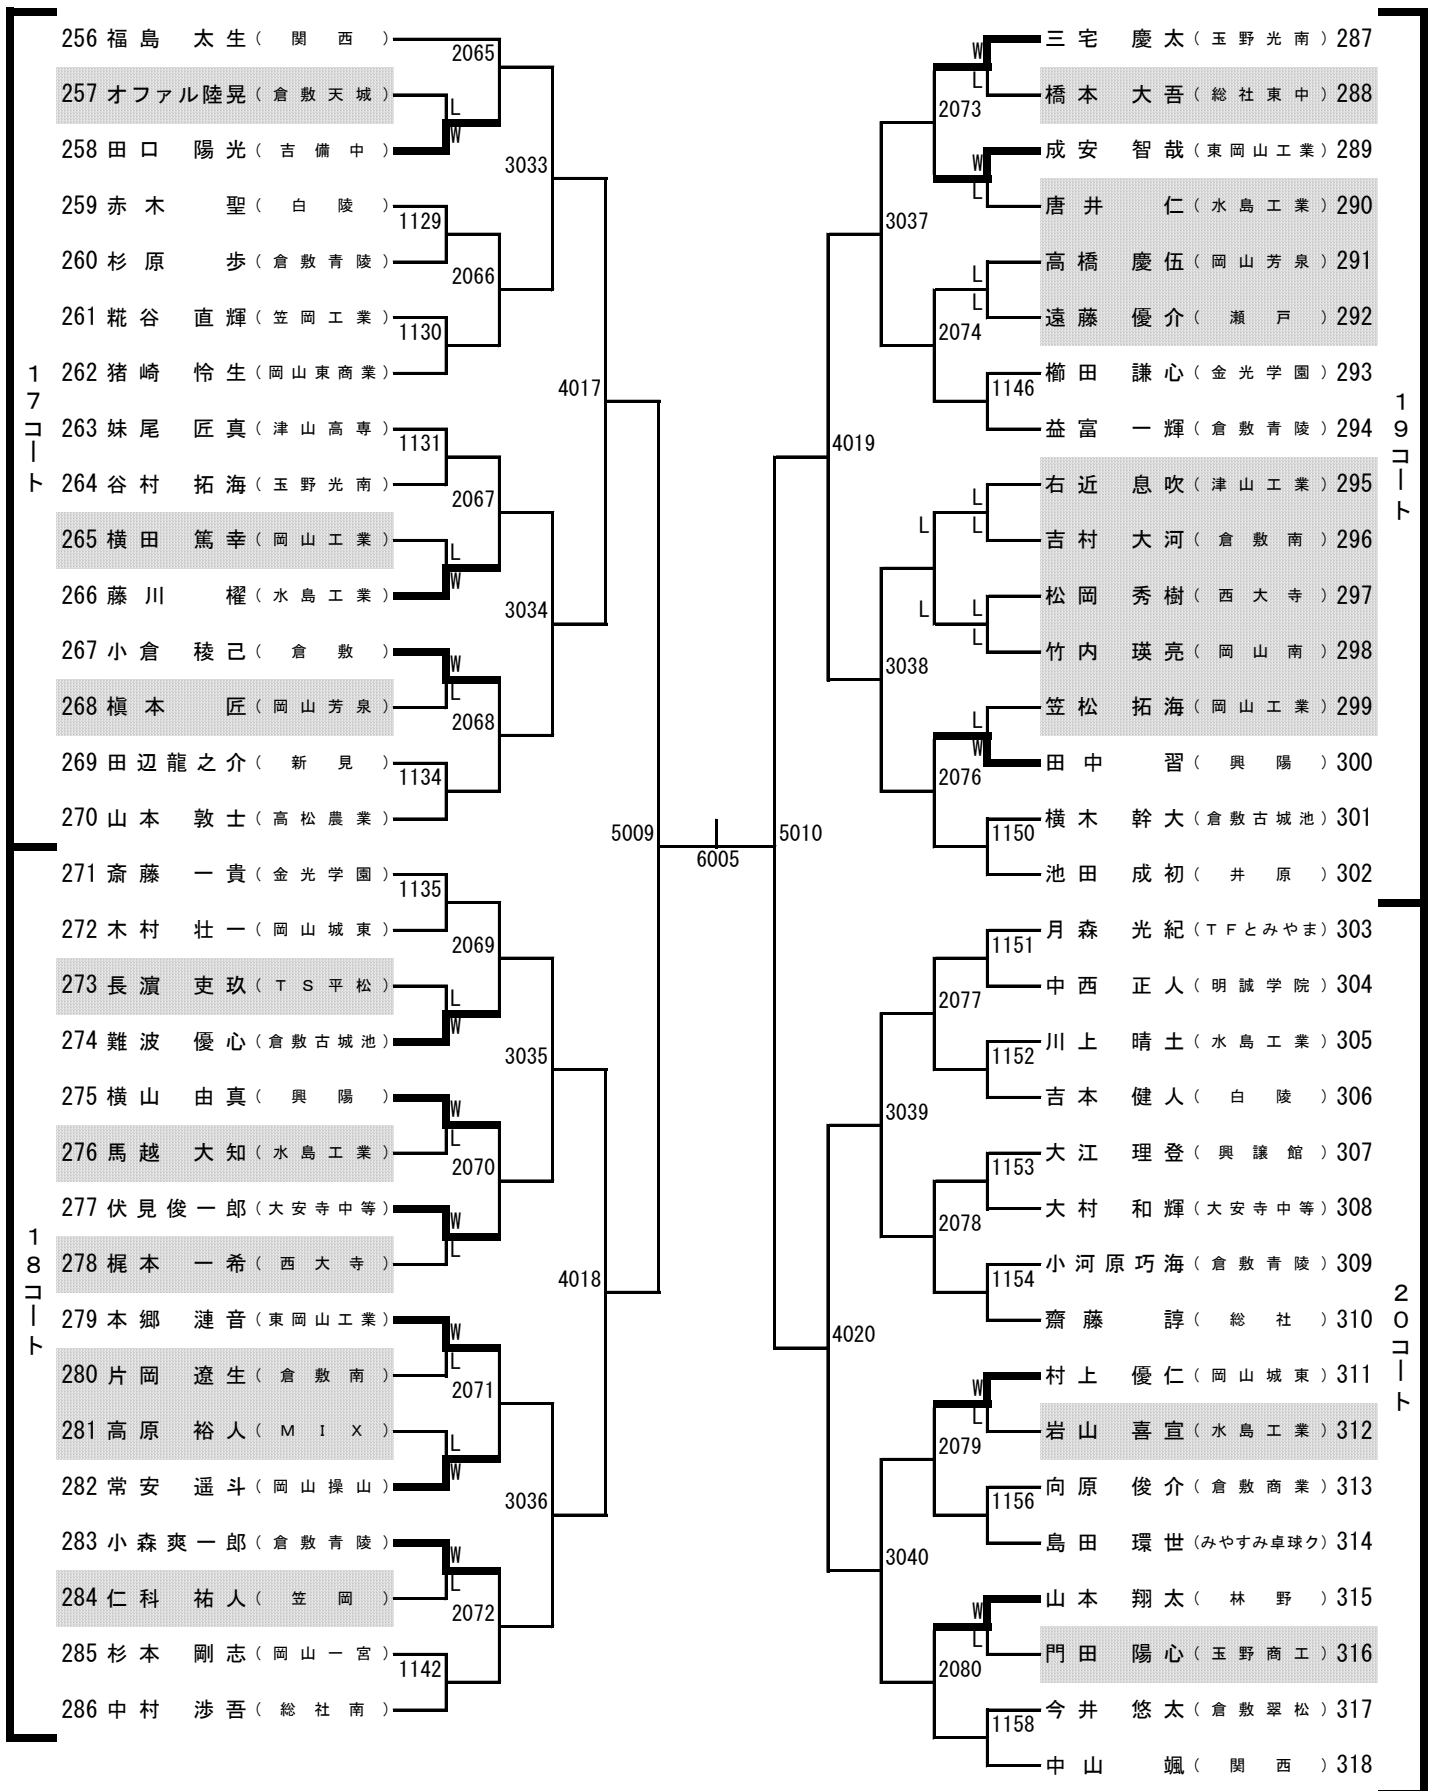 256 福島 太生 (関西)
2065
257 オファル陸晃 (倉敷天城)
L
W
258 田口 陽光 (吉備中)
3033
259 赤木 聖 (白陵)
1129
260 杉原 歩 (倉敷青陵)
2066
261 糀谷 直輝 (笠岡工業)
1130
262 猪崎 怜生 (岡山東商業)
4017
263 妹尾 匠真 (津山高専)
1131
264 谷村 拓海 (玉野光南)
2067
265 横田 篤幸 (岡山工業)
L
W
266 藤川 櫂 (水島工業)
3034
267 小倉 稜己 (倉敷)
W
L
268 槇本 匠 (岡山芳泉)
2068
269 田辺龍之介 (新見)
1134
270 山本 敦士 (高松農業)
17コート
5009
6005
271 斎藤 一貴 (金光学園)
1135
272 木村 壮一 (岡山城東)
2069
273 長濵 吏玖 (TS平松)
L
W
274 難波 優心 (倉敷古城池)
3035
275 横山 由真 (興陽)
W
L
276 馬越 大知 (水島工業)
2070
277 伏見俊一郎 (大安寺中等)
W
L
278 梶本 一希 (西大寺)
4018
279 本郷 漣音 (東岡山工業)
W
L
280 片岡 遼生 (倉敷南)
2071
281 高原 裕人 (MIX)
L
W
282 常安 遥斗 (岡山操山)
3036
283 小森爽一郎 (倉敷青陵)
W
L
284 仁科 祐人 (笠岡)
2072
285 杉本 剛志 (岡山一宮)
1142
286 中村 渉吾 (総社南)
18コート
三宅 慶太 (玉野光南) 287
W
L
橋本 大吾 (総社東中) 288
2073
成安 智哉 (東岡山工業) 289
W
L
唐井 仁 (水島工業) 290
3037
高橋 慶伍 (岡山芳泉) 291
L
L
遠藤 優介 (瀬戸) 292
2074
櫛田 謙心 (金光学園) 293
1146
益富 一輝 (倉敷青陵) 294
4019
右近 息吹 (津山工業) 295
L
L
吉村 大河 (倉敷南) 296
L
松岡 秀樹 (西大寺) 297
L
L
L
竹内 瑛亮 (岡山南) 298
3038
笠松 拓海 (岡山工業) 299
L
W
田中 習 (興陽) 300
2076
横木 幹大 (倉敷古城池) 301
1150
池田 成初 (井原) 302
19コート
5010
月森 光紀 (TFとみやま) 303
1151
中西 正人 (明誠学院) 304
2077
川上 晴土 (水島工業) 305
1152
吉本 健人 (白陵) 306
3039
大江 理登 (興譲館) 307
1153
大村 和輝 (大安寺中等) 308
2078
小河原巧海 (倉敷青陵) 309
1154
齋藤 諄 (総社) 310
4020
村上 優仁 (岡山城東) 311
W
L
岩山 喜宣 (水島工業) 312
2079
向原 俊介 (倉敷商業) 313
1156
島田 環世 (みやすみ卓球ク) 314
3040
山本 翔太 (林野) 315
W
L
門田 陽心 (玉野商工) 316
2080
今井 悠太 (倉敷翠松) 317
1158
中山 颯 (関西) 318
20コート